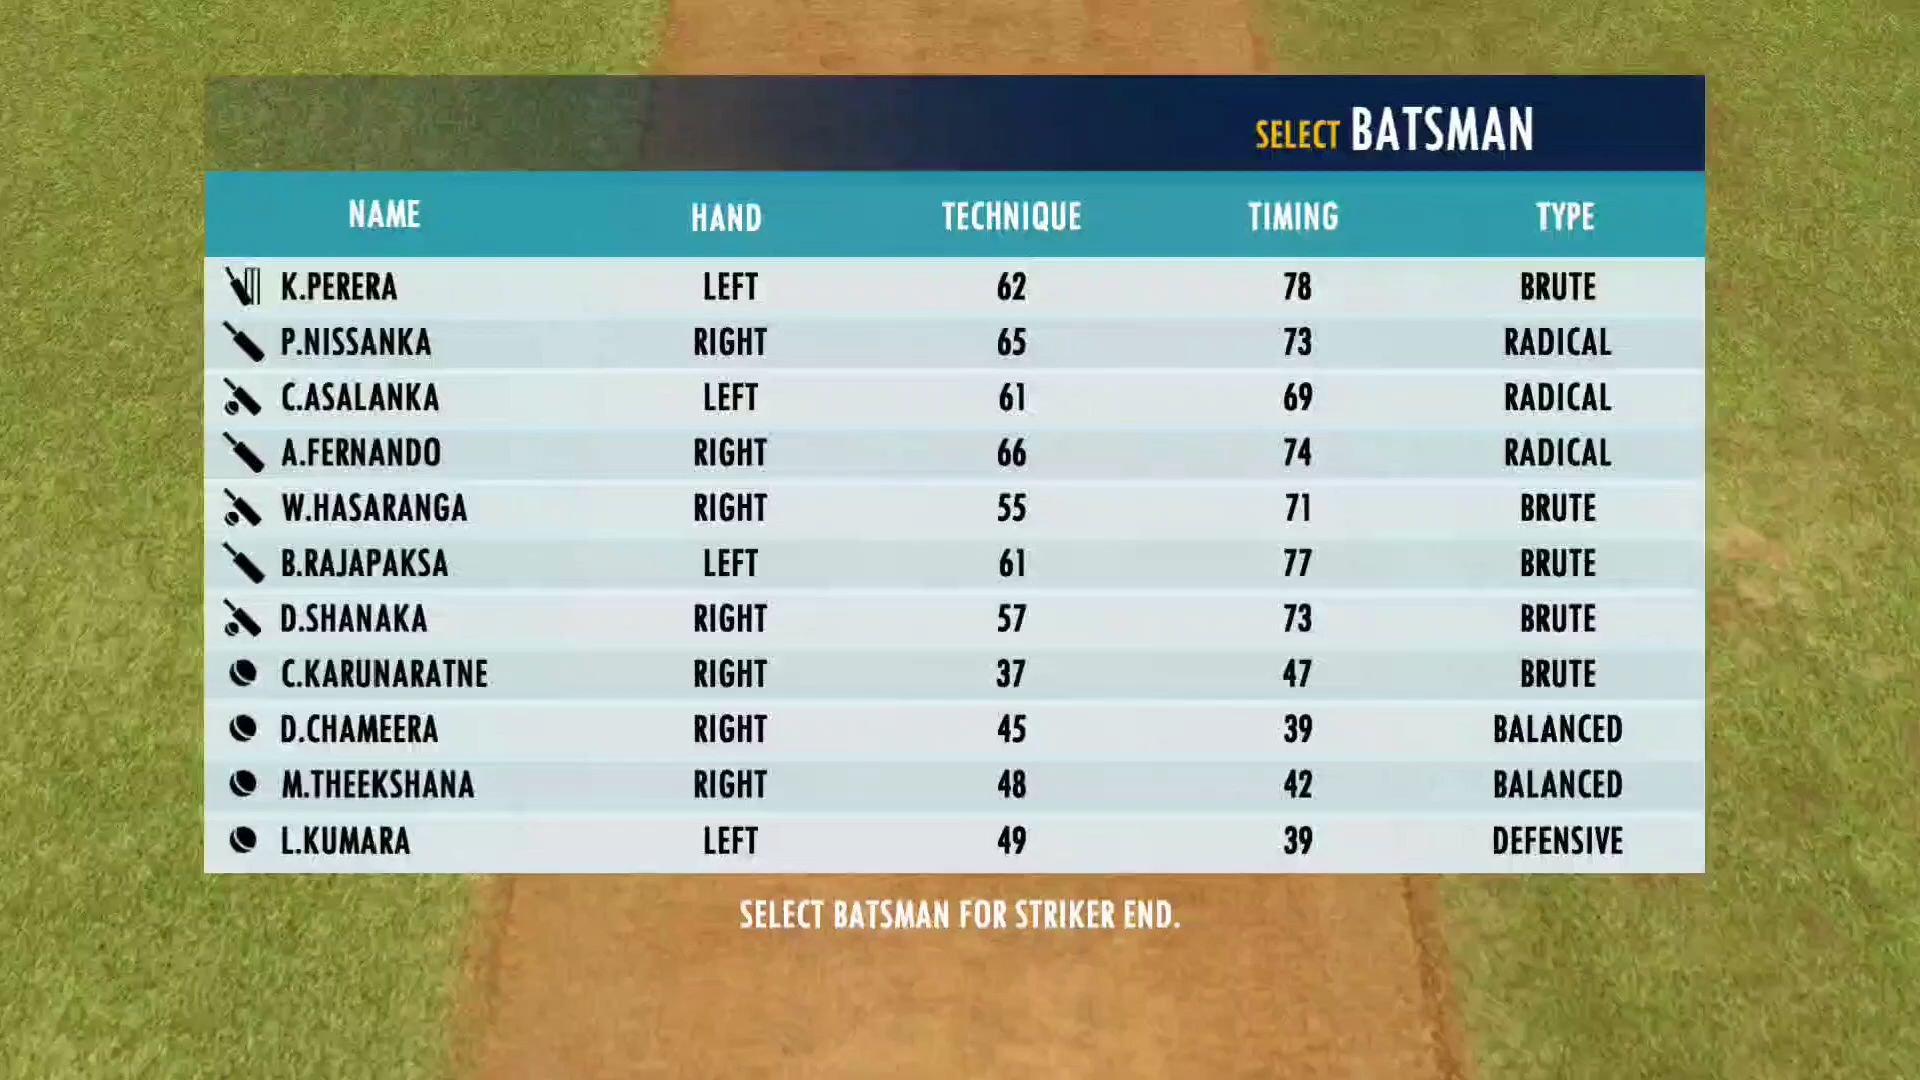 SELECT BATSMAN
NAME HAND TECHNIQUE TIMING TYPE
K.PERERA LEFT 62 78 BRUTE
P.NISSANKA RIGHT 65 73 RADICAL
C.ASALANKA LEFT 61 69 RADICAL
A.FERNANDO RIGHT 66 74 RADICAL
W.HASARANGA RIGHT 55 71 BRUTE
B.RAJAPAKSA LEFT 61 77 BRUTE
D.SHANAKA RIGHT 57 73 BRUTE
C.KARUNARATNE RIGHT 37 47 BRUTE
D.CHAMEERA RIGHT 45 39 BALANCED
M.THEEKSHANA RIGHT 48 42 BALANCED
L.KUMARA LEFT 49 39 DEFENSIVE
SELECT BATSMAN FOR STRIKER END.